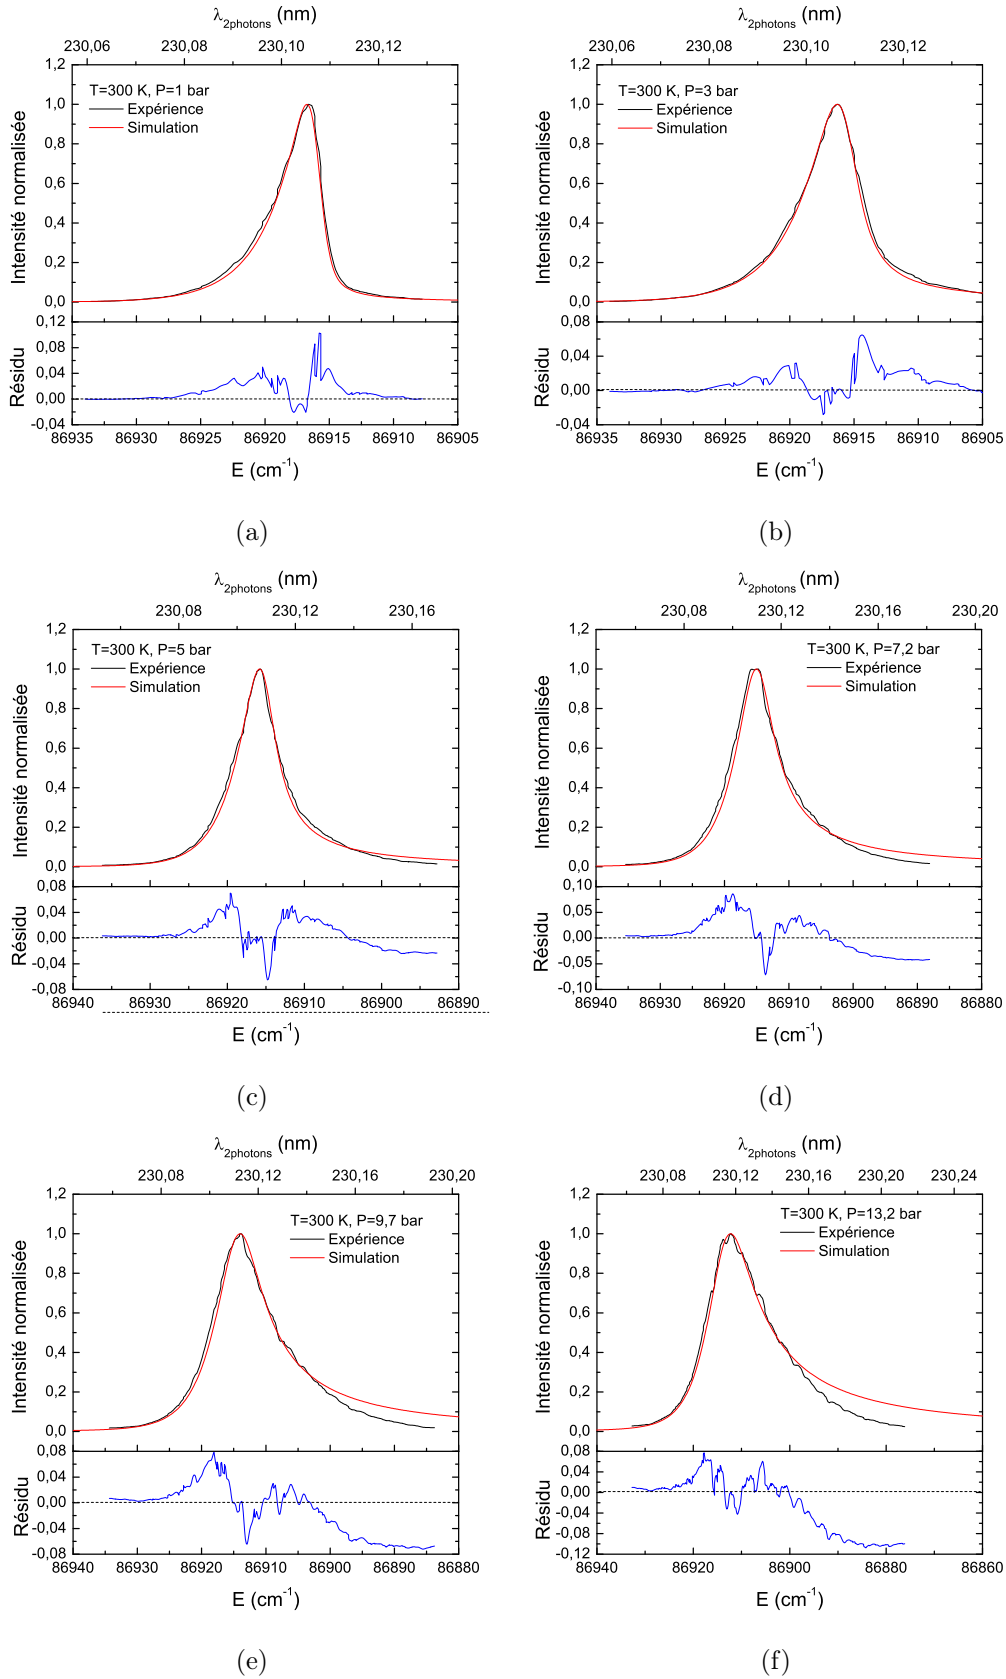 λ2photons (nm)
230,06 230,08 230,10 230,12
1,2
1,0
0,8
0,6
0,4
0,2
0,0
Intensité normalisée
T=300 K, P=1 bar
Expérience
Simulation
0,12
0,08
0,04
0,00
-0,04
Résidu
86935 86930 86925 86920 86915 86910 86905
E (cm-1)
(a)
λ2photons (nm)
230,06 230,08 230,10 230,12
1,2
1,0
0,8
0,6
0,4
0,2
0,0
Intensité normalisée
T=300 K, P=3 bar
Expérience
Simulation
0,08
0,04
0,00
-0,04
Résidu
86935 86930 86925 86920 86915 86910 86905
E (cm-1)
(b)
λ2photons (nm)
230,08 230,12 230,16
1,2
1,0
0,8
0,6
0,4
0,2
0,0
Intensité normalisée
T=300 K, P=5 bar
Expérience
Simulation
0,08
0,04
0,00
-0,04
-0,08
Résidu
86940 86930 86920 86910 86900 86890
E (cm-1)
(c)
λ2photons (nm)
230,08 230,12 230,16 230,20
1,2
1,0
0,8
0,6
0,4
0,2
0,0
Intensité normalisée
T=300 K, P=7,2 bar
Expérience
Simulation
0,10
0,05
0,00
-0,05
-0,10
Résidu
86940 86930 86920 86910 86900 86890 86880
E (cm-1)
(d)
λ2photons (nm)
230,08 230,12 230,16 230,20
1,2
1,0
0,8
0,6
0,4
0,2
0,0
Intensité normalisée
T=300 K, P=9,7 bar
Expérience
Simulation
0,08
0,04
0,00
-0,04
-0,08
Résidu
86940 86930 86920 86910 86900 86890 86880
E (cm-1)
(e)
λ2photons (nm)
230,08 230,12 230,16 230,20 230,24
1,2
1,0
0,8
0,6
0,4
0,2
0,0
Intensité normalisée
T=300 K, P=13,2 bar
Expérience
Simulation
0,08
0,04
0,00
-0,04
-0,08
-0,12
Résidu
86940 86920 86900 86880 86860
E (cm-1)
(f)